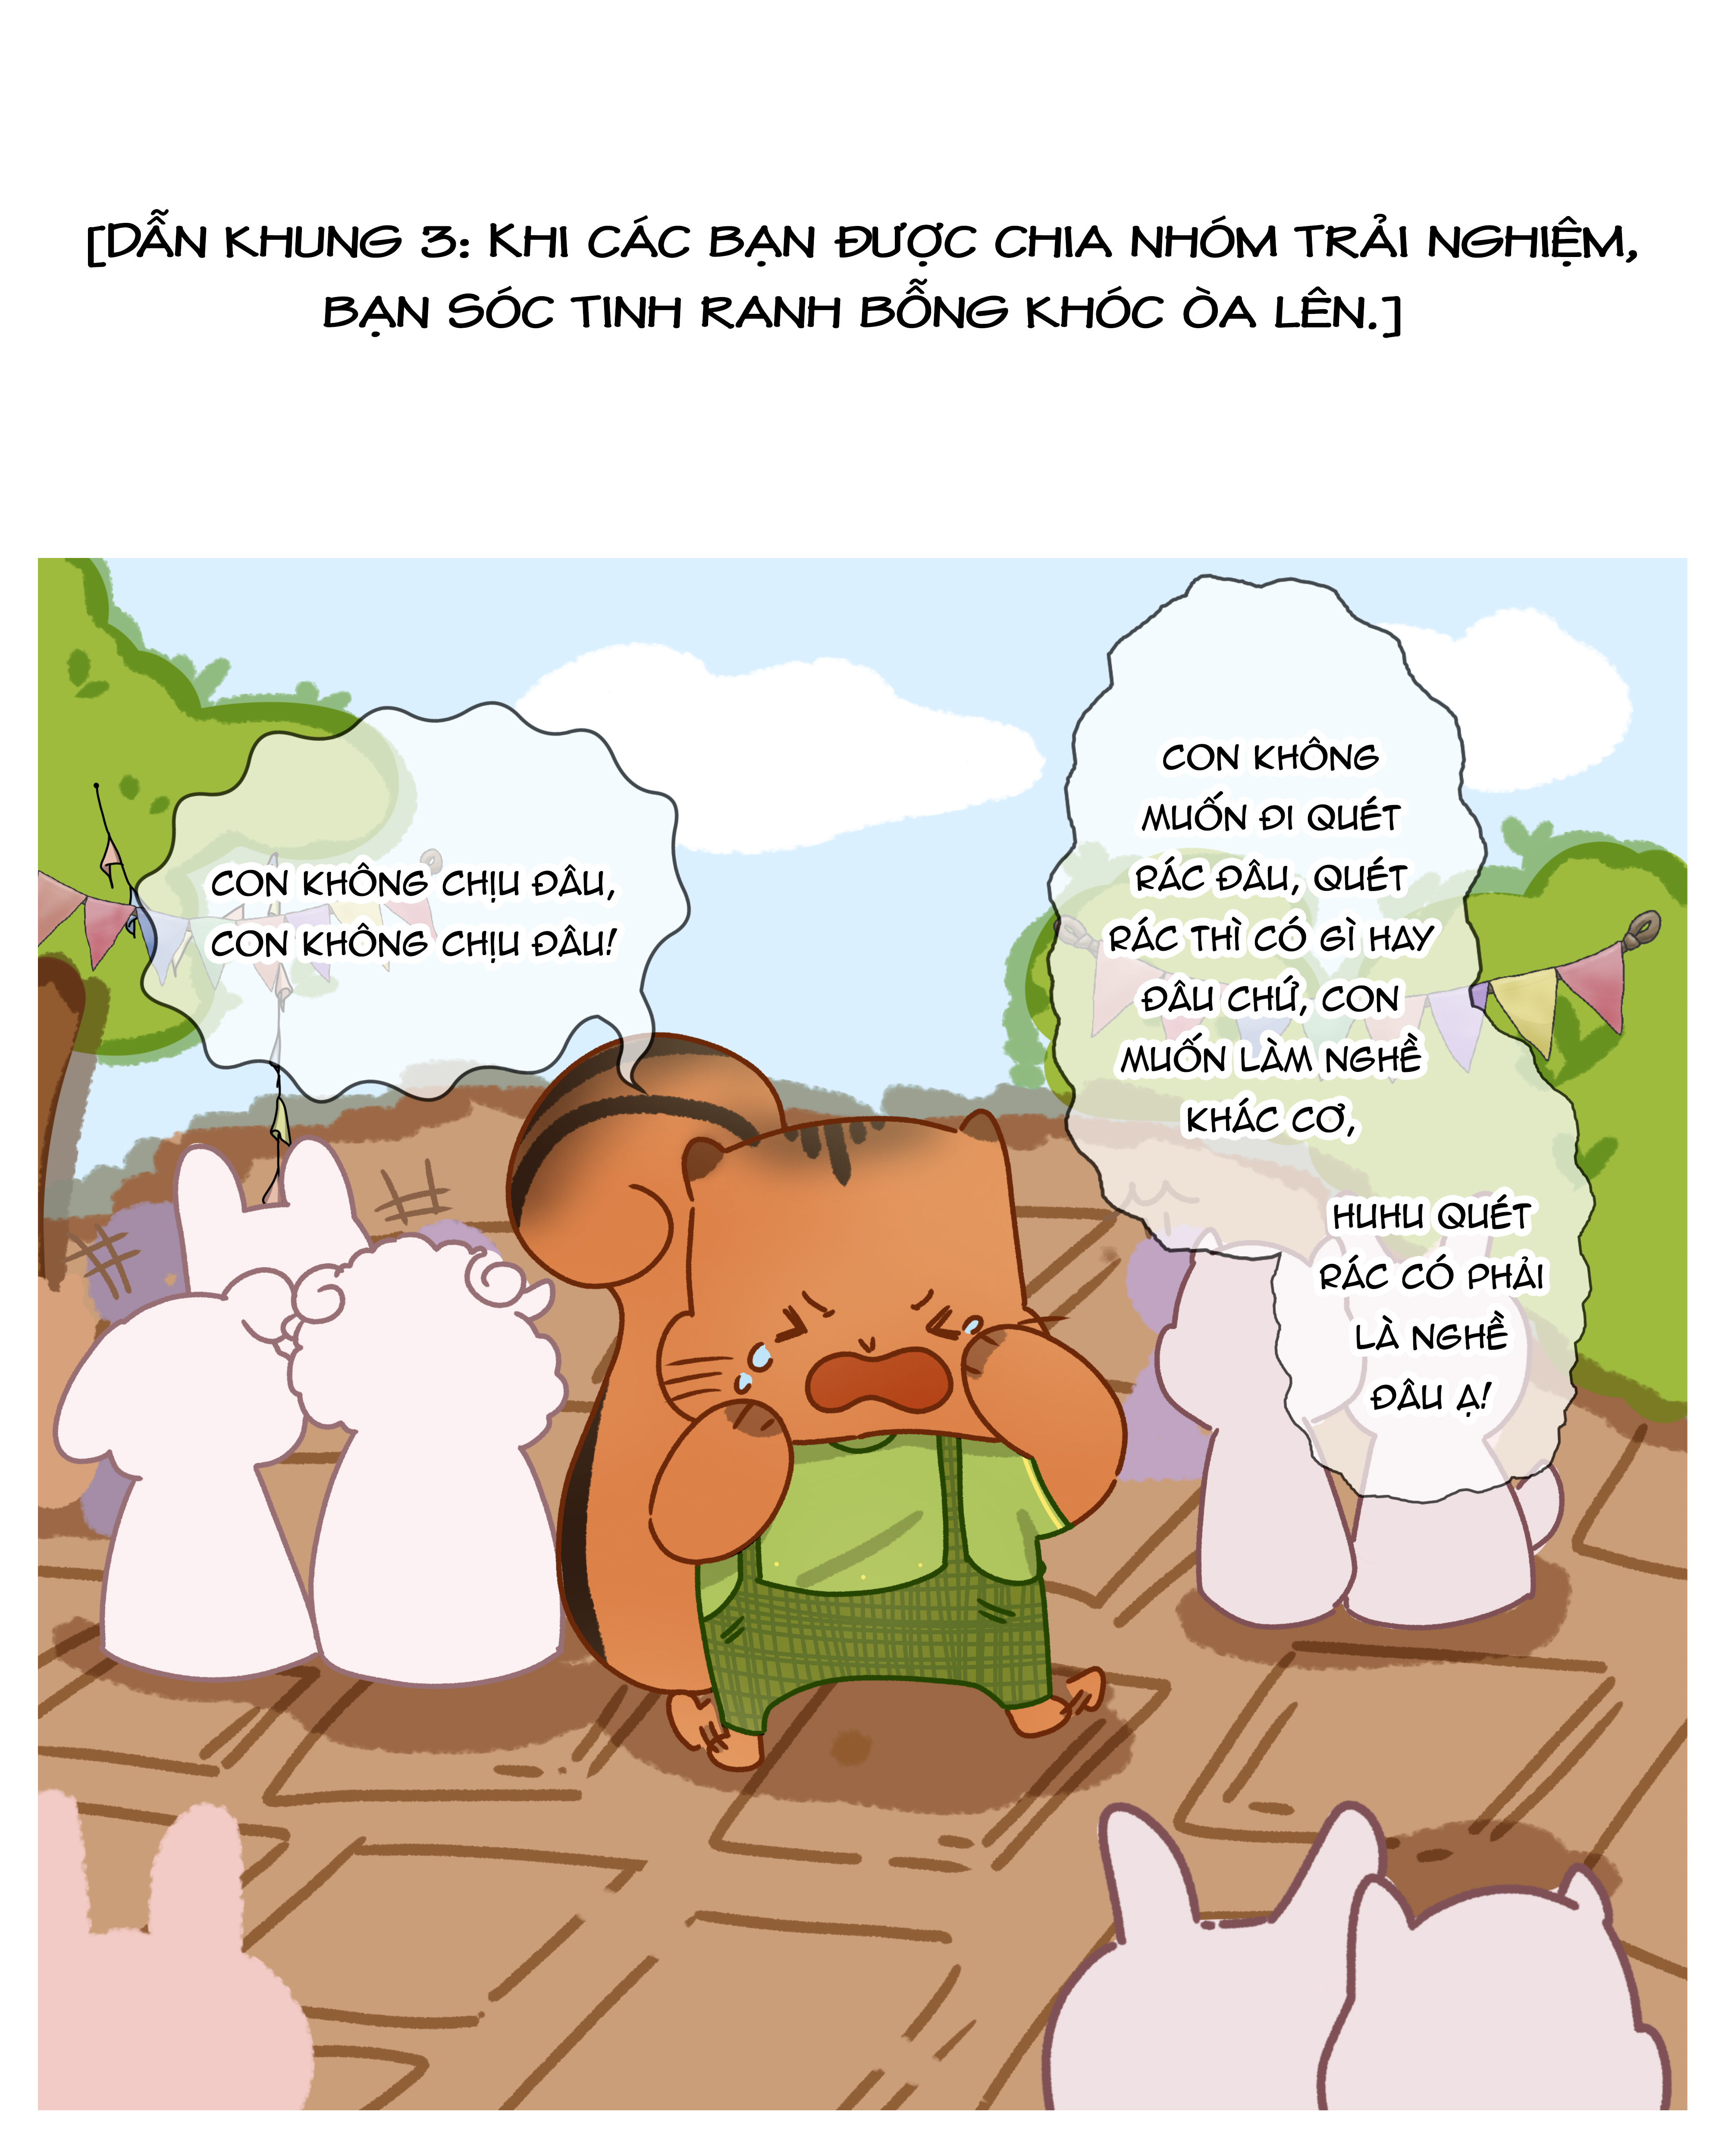 [DẪN KHUNG 3: KHI CÁC BẠN ĐƯỢC CHIA NHÓM TRẢI NGHIỆM,
BẠN SÓC TINH RANH BỖNG KHÓC ÒA LÊN.]
CON KHÔNG CHỊU ĐÂU,
CON KHÔNG CHỊU ĐÂU!
CON KHÔNG
MUỐN ĐI QUÉT
RÁC ĐÂU, QUÉT
RÁC THÌ CÓ GÌ HAY
ĐÂU CHỨ, CON
MUỐN LÀM NGHỀ
KHÁC CƠ,
HUHU QUÉT
RÁC CÓ PHẢI
LÀ NGHỀ
ĐÂU Ạ!